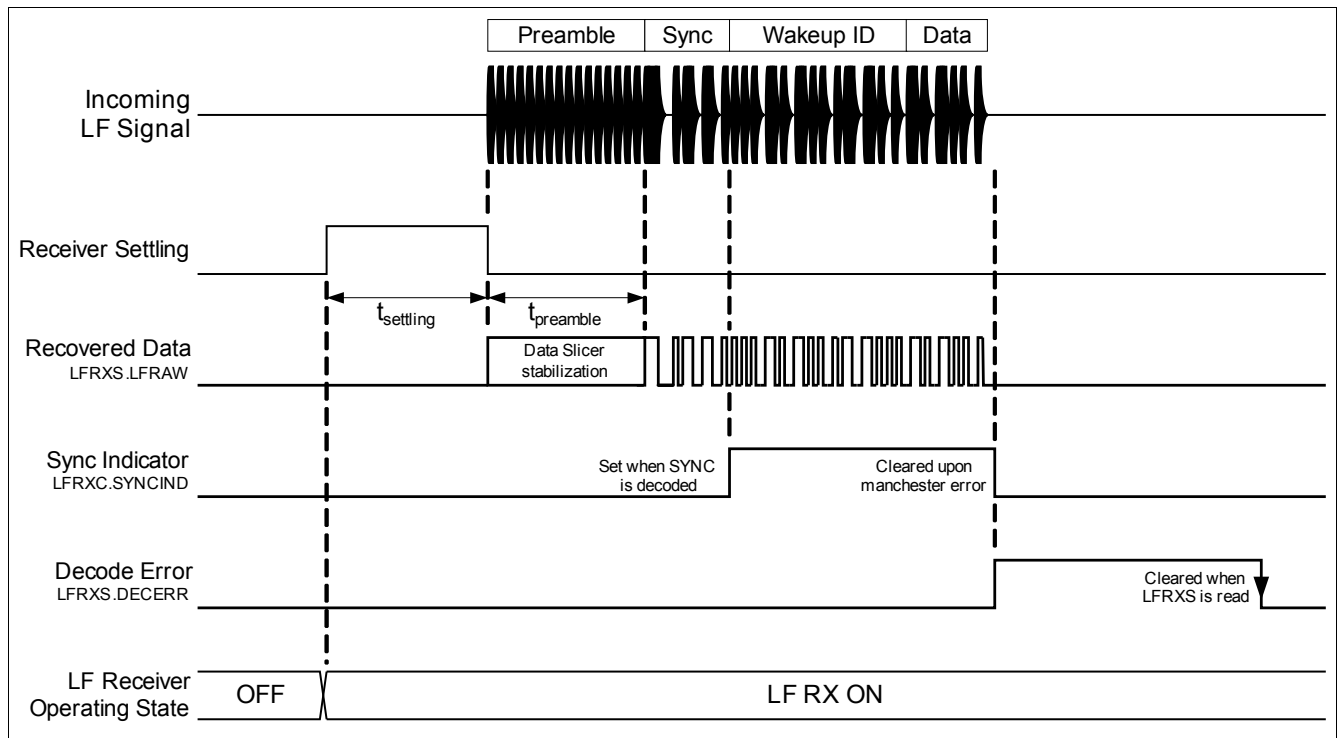 Preamble Sync Wakeup ID Data
Incoming
LF Signal
Receiver Settling
tsettling
tpreamble
Recovered Data
LFRXS.LFRAW
Data Slicer
stabilization
Sync Indicator
LFRXC.SYNCIND
Set when SYNC
is decoded
Cleared upon
manchester error
Decode Error
LFRXS.DECERR
Cleared when
LFRXS is read
LF Receiver
Operating State
OFF
LF RX ON